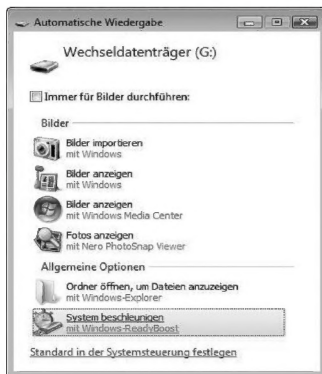 Automatische Wiedergabe
Wechseldatenträger (G:)
Immer für Bilder durchführen:
Bilder
Bilder importieren
mit Windows
Bilder anzeigen
mit Windows
Bilder anzeigen
mit Windows Media Center
Fotos anzeigen
mit Nero PhotoSnap Viewer
Allgemeine Optionen
Ordner öffnen, um Dateien anzuzeigen
mit Windows-Explorer
System beschleunigen
mit Windows-ReadyBoost
Standard in der Systemsteuerung festlegen